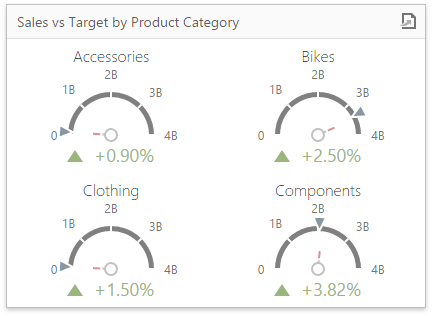 Sales vs Target by Product Category
Accessories
2B
1B 3B
0 4B
+0.90%
Bikes
2B
1B 3B
0 4B
+2.50%
Clothing
2B
1B 3B
0 4B
+1.50%
Components
2B
1B 3B
0 4B
+3.82%